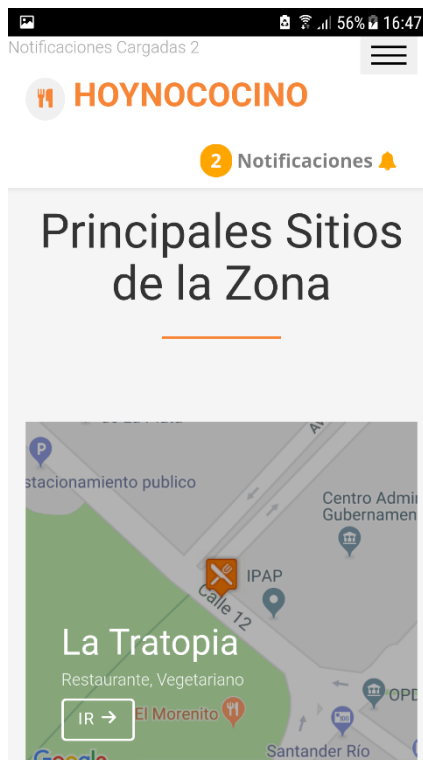 56% 16:47
Notificaciones Cargadas 2
HOYNOCOCINO
2 Notificaciones
Principales Sitios
de la Zona
P
stacionamiento publico
Centro Admi
Gubernamen
IPAP
Calle 12
La Tratopia
Restaurante, Vegetariano
IR →
El Morenito
OPD
Santander Río
Google